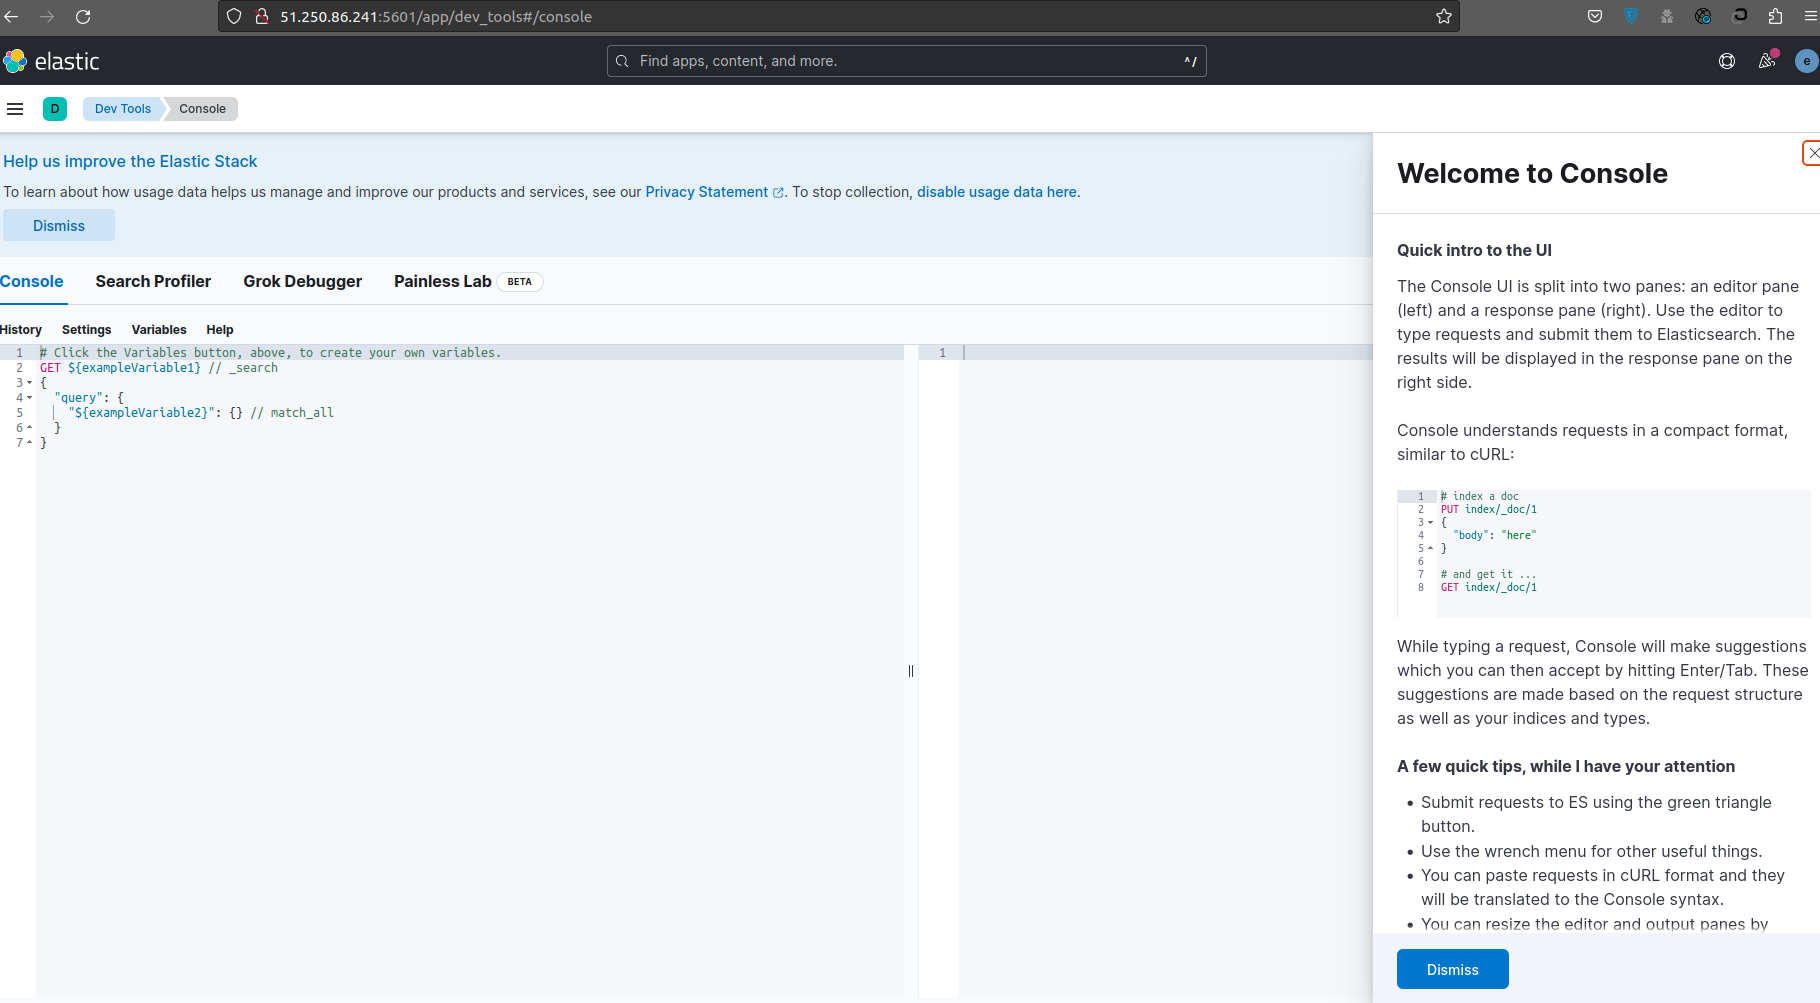 51.250.86.241:5601/app/dev_tools#/console
elastic
Find apps, content, and more.
^/
e
D
Dev Tools
Console
Help us improve the Elastic Stack
To learn about how usage data helps us manage and improve our products and services, see our Privacy Statement. To stop collection, disable usage data here.
Dismiss
Console
Search Profiler
Grok Debugger
Painless Lab
BETA
History
Settings
Variables
Help
1 # Click the Variables button, above, to create your own variables.
2 GET ${exampleVariable1} // _search
3 {
4 "query": {
5 "${exampleVariable2}": {} // match_all
6 }
7 }
1
Welcome to Console
Quick intro to the UI
The Console UI is split into two panes: an editor pane
(left) and a response pane (right). Use the editor to
type requests and submit them to Elasticsearch. The
results will be displayed in the response pane on the
right side.
Console understands requests in a compact format,
similar to cURL:
1 # index a doc
2 PUT index/_doc/1
3 {
4 "body": "here"
5 }
6
7 # and get it ...
8 GET index/_doc/1
While typing a request, Console will make suggestions
which you can then accept by hitting Enter/Tab. These
suggestions are made based on the request structure
as well as your indices and types.
A few quick tips, while I have your attention
• Submit requests to ES using the green triangle
button.
• Use the wrench menu for other useful things.
• You can paste requests in cURL format and they
will be translated to the Console syntax.
• You can resize the editor and output panes by
Dismiss